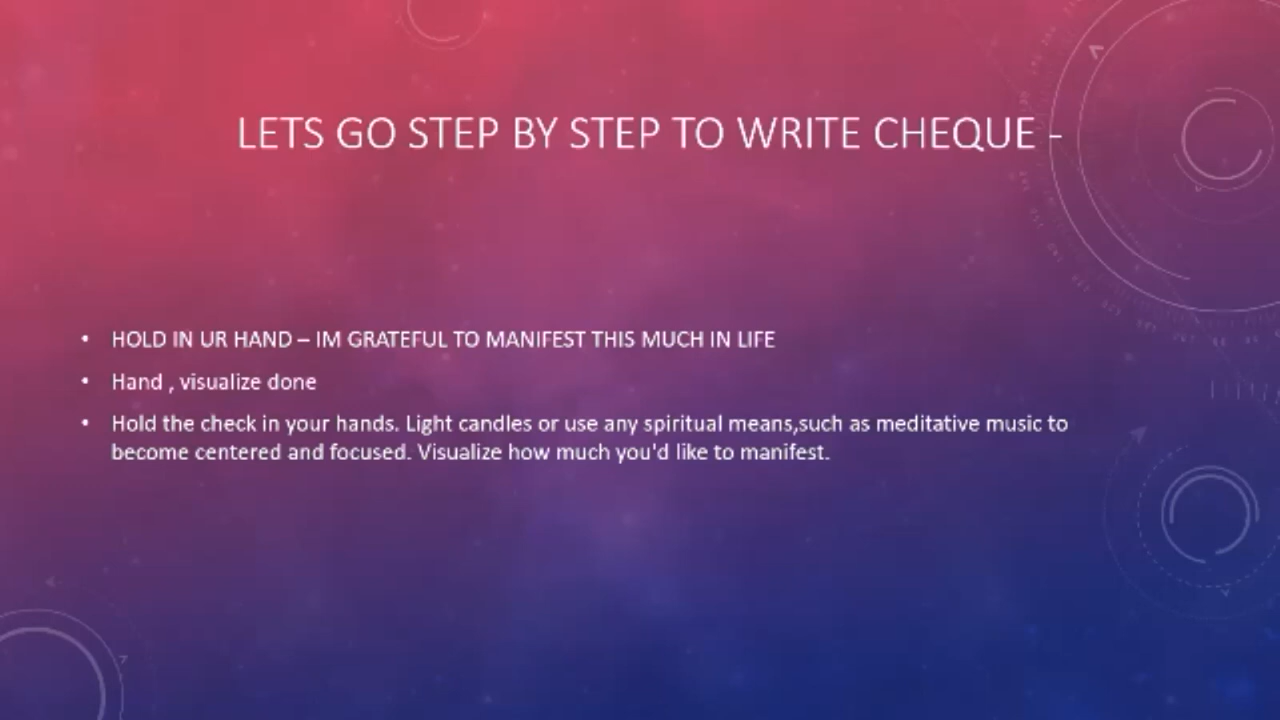 LETS GO STEP BY STEP TO WRITE CHEQUE -
• HOLD IN UR HAND – IM GRATEFUL TO MANIFEST THIS MUCH IN LIFE
• Hand , visualize done
• Hold the check in your hands. Light candles or use any spiritual means,such as meditative music to
become centered and focused. Visualize how much you'd like to manifest.